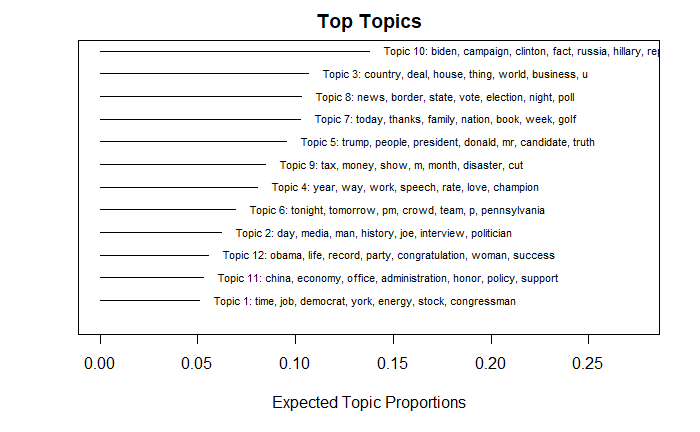 Top Topics
Topic 10: biden, campaign, clinton, fact, russia, hillary,
Topic 3: country, deal, house, thing, world, business, u
Topic 8: news, border, state, vote, election, night, poll
Topic 7: today, thanks, family, nation, book, week, golf
Topic 5: trump, people, president, donald, mr, candidate, truth
Topic 9: tax, money, show, m, month, disaster, cut
Topic 4: year, way, work, speech, rate, love, champion
Topic 6: tonight, tomorrow, pm, crowd, team, p, pennsylvania
Topic 2: day, media, man, history, joe, interview, politician
Topic 12: obama, life, record, party, congratulation, woman, success
Topic 11: china, economy, office, administration, honor, policy, support
Topic 1: time, job, democrat, york, energy, stock, congressman
0.00 0.05 0.10 0.15 0.20 0.25
Expected Topic Proportions